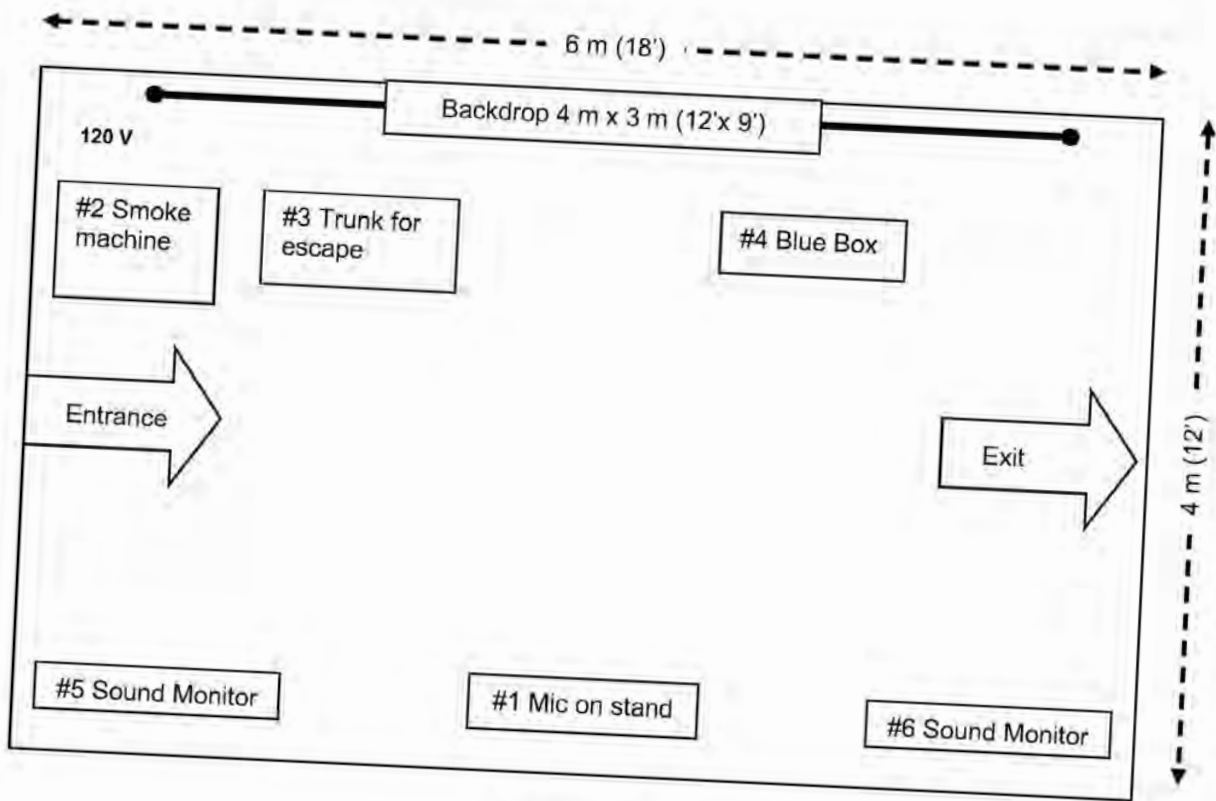 6 m (18')
Backdrop 4 m x 3 m (12'x 9')
120 V
#2 Smoke
machine
#3 Trunk for
escape
#4 Blue Box
Entrance
Exit
4 m (12')
#5 Sound Monitor
#1 Mic on stand
#6 Sound Monitor